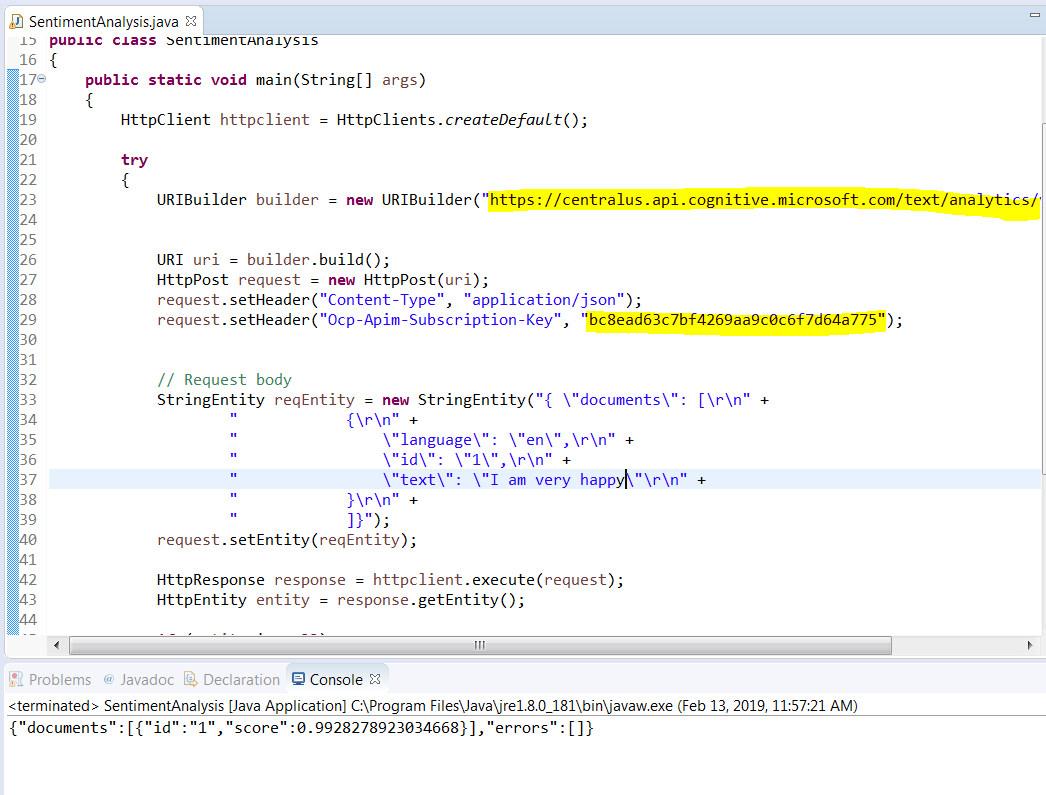 SentimentAnalysis.java
15 public class SentimentAnalysis
16 {
17 public static void main(String[] args)
18 {
19 HttpClient httpclient = HttpClients.createDefault();
20
21 try
22 {
23 URIBuilder builder = new URIBuilder("https://centralus.api.cognitive.microsoft.com/text/analytics/
24
25
26 URI uri = builder.build();
27 HttpPost request = new HttpPost(uri);
28 request.setHeader("Content-Type", "application/json");
29 request.setHeader("Ocp-Apim-Subscription-Key", "bc8ead63c7bf4269aa9c0c6f7d64a775");
30
31
32 // Request body
33 StringEntity reqEntity = new StringEntity("{ \"documents\": [\r\n" +
34 " {\r\n" +
35 " \"language\": \"en\",\r\n" +
36 " \"id\": \"1\",\r\n" +
37 " \"text\": \"I am very happy\"\r\n" +
38 " }\r\n" +
39 " ]}");
40 request.setEntity(reqEntity);
41
42 HttpResponse response = httpclient.execute(request);
43 HttpEntity entity = response.getEntity();
44
Problems @ Javadoc Declaration Console
<terminated> SentimentAnalysis [Java Application] C:\Program Files\Java\jre1.8.0_181\bin\javaw.exe (Feb 13, 2019, 11:57:21 AM)
{"documents":[{"id":"1","score":0.9928278923034668}],"errors":[]}